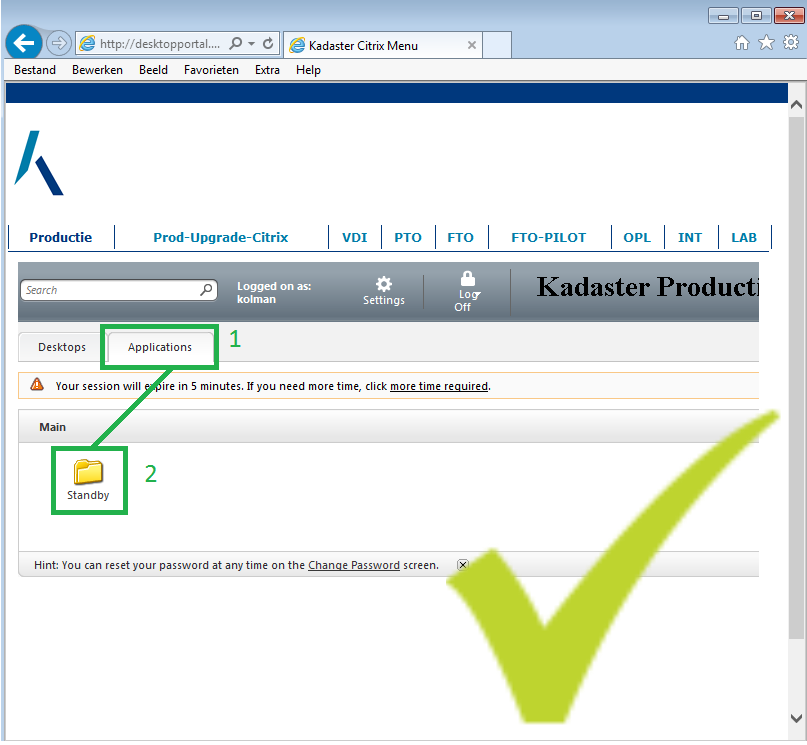 http://desktopportal....
Kadaster Citrix Menu
Bestand Bewerken Beeld Favorieten Extra Help
Productie Prod-Upgrade-Citrix VDI PTO FTO FTO-PILOT OPL INT LAB
Search
Logged on as:
kolman
Settings
Log
Off
Kadaster Producti
Desktops Applications 1
Your session will expire in 5 minutes. If you need more time, click more time required.
Main
Standby
2
Hint: You can reset your password at any time on the Change Password screen.